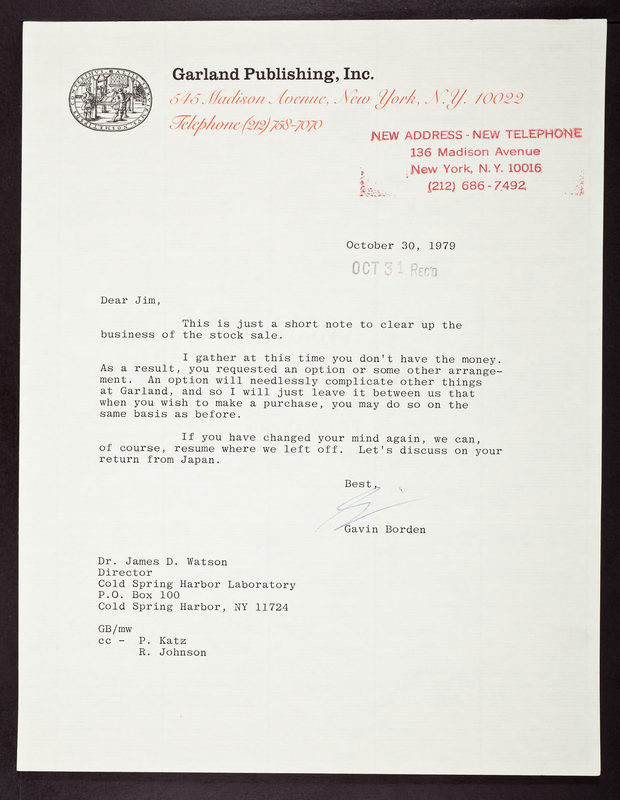 Garland Publishing, Inc.
545 Madison Avenue, New York, N.Y. 10022
Telephone (212) 758-7070
NEW ADDRESS - NEW TELEPHONE
136 Madison Avenue
New York, N.Y. 10016
(212) 686-7492
October 30, 1979
OCT 31 REC'D
Dear Jim,
This is just a short note to clear up the
business of the stock sale.
I gather at this time you don't have the money.
As a result, you requested an option or some other arrange-
ment. An option will needlessly complicate other things
at Garland, and so I will just leave it between us that
when you wish to make a purchase, you may do so on the
same basis as before.
If you have changed your mind again, we can,
of course, resume where we left off. Let's discuss on your
return from Japan.
Best,
Gavin Borden
Dr. James D. Watson
Director
Cold Spring Harbor Laboratory
P.O. Box 100
Cold Spring Harbor, NY 11724
GB/mw
cc - P. Katz
R. Johnson